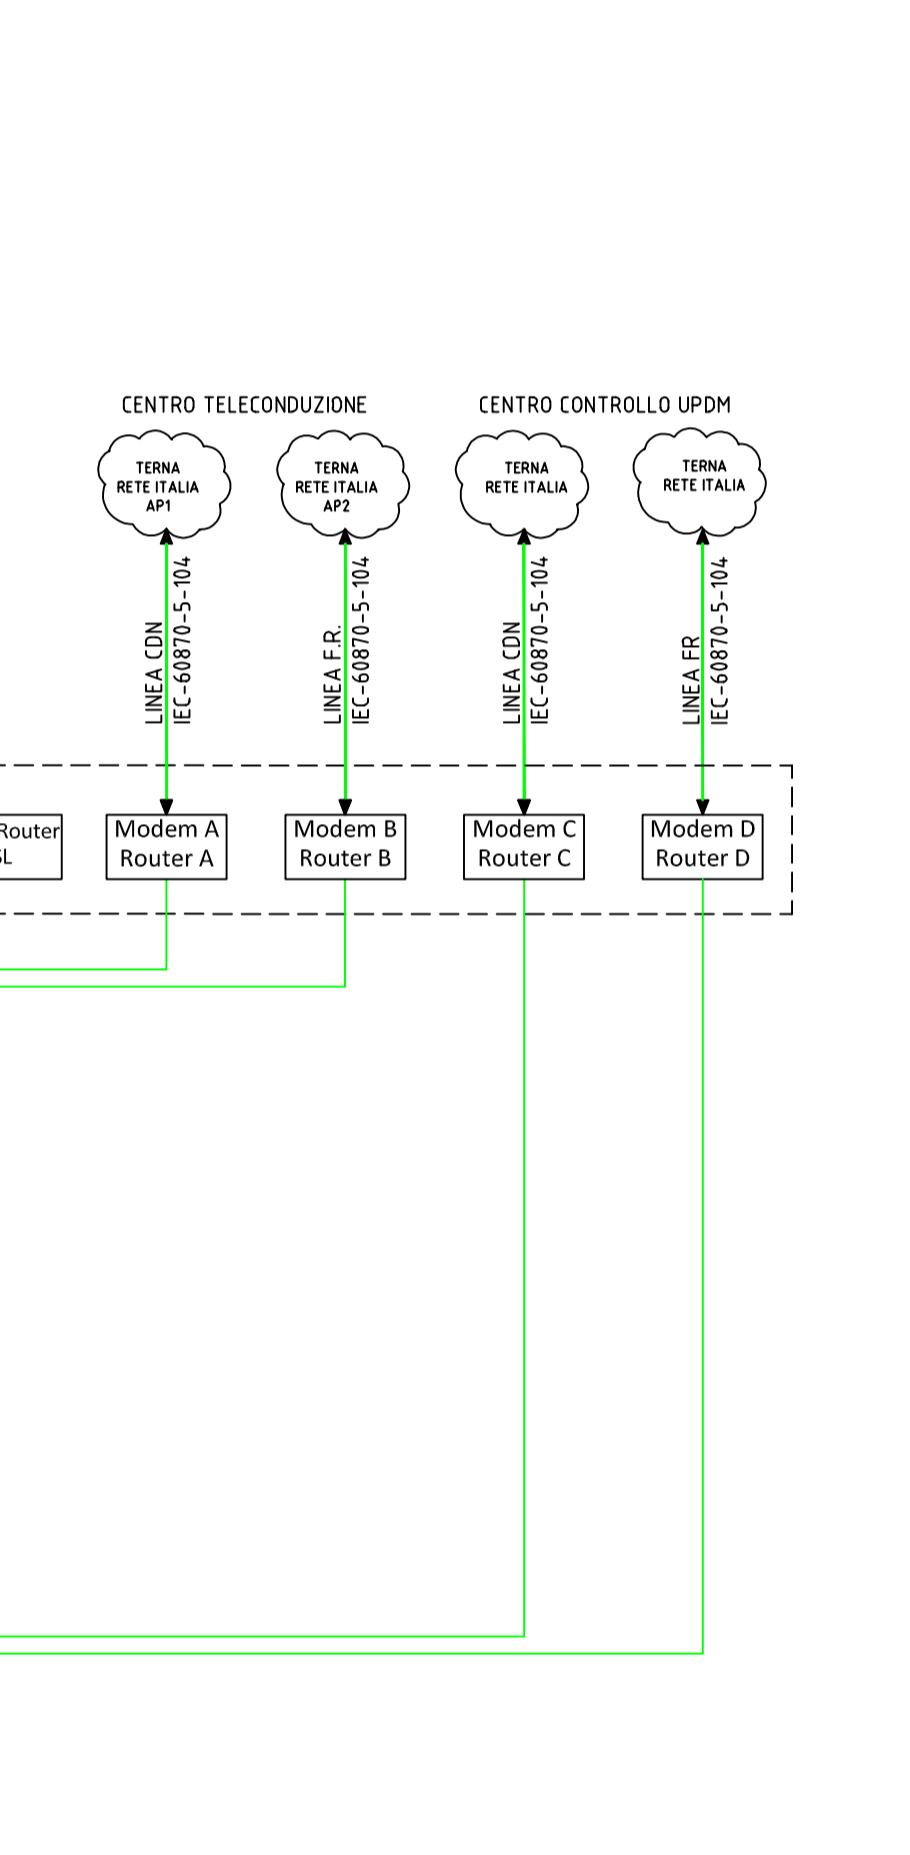 CENTRO TELECONDUZIONE
CENTRO CONTROLLO UPDM
TERNA
RETE ITALIA
AP1
TERNA
RETE ITALIA
AP2
TERNA
RETE ITALIA
TERNA
RETE ITALIA
LINEA CDN
IEC-60870-5-104
LINEA F.R.
IEC-60870-5-104
LINEA CDN
IEC-60870-5-104
LINEA FR
IEC-60870-5-104
Router
SL
Modem A
Router A
Modem B
Router B
Modem C
Router C
Modem D
Router D